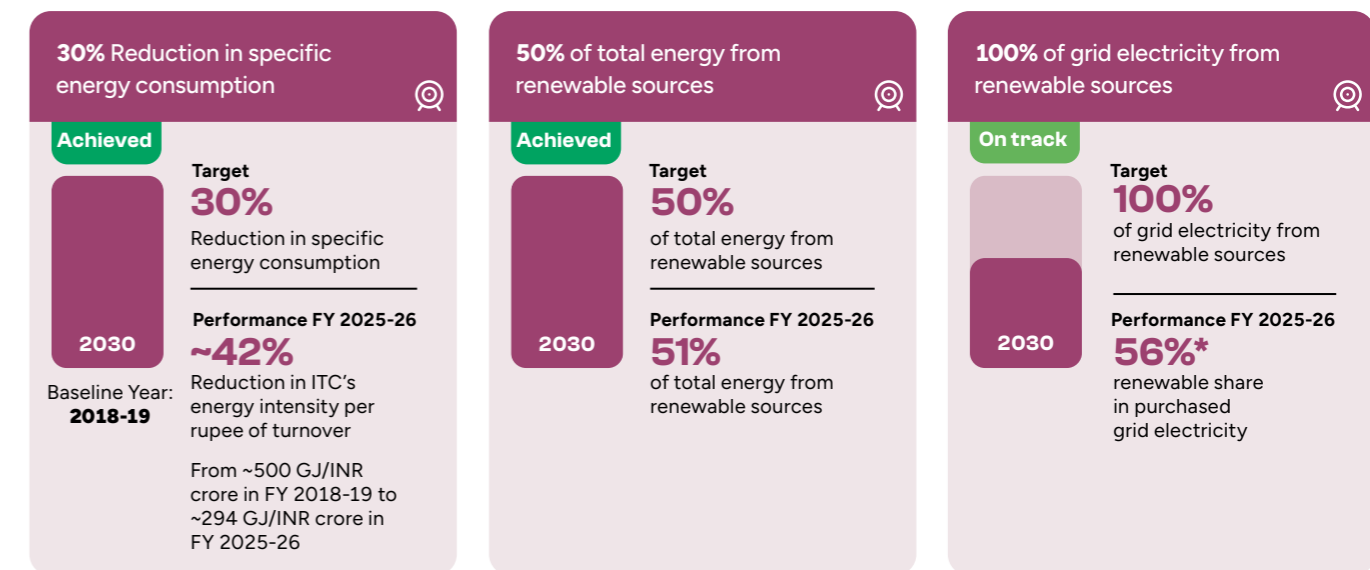 30% Reduction in specific
energy consumption
Achieved
2030
Baseline Year:
2018-19
Target
30%
Reduction in specific
energy consumption
Performance FY 2025-26
~42%
Reduction in ITC’s
energy intensity per
rupee of turnover
From ~500 GJ/INR
crore in FY 2018-19 to
~294 GJ/INR crore in
FY 2025-26
50% of total energy from
renewable sources
Achieved
2030
Target
50%
of total energy from
renewable sources
Performance FY 2025-26
51%
of total energy from
renewable sources
100% of grid electricity from
renewable sources
On track
2030
Target
100%
of grid electricity from
renewable sources
Performance FY 2025-26
56%*
renewable share
in purchased
grid electricity